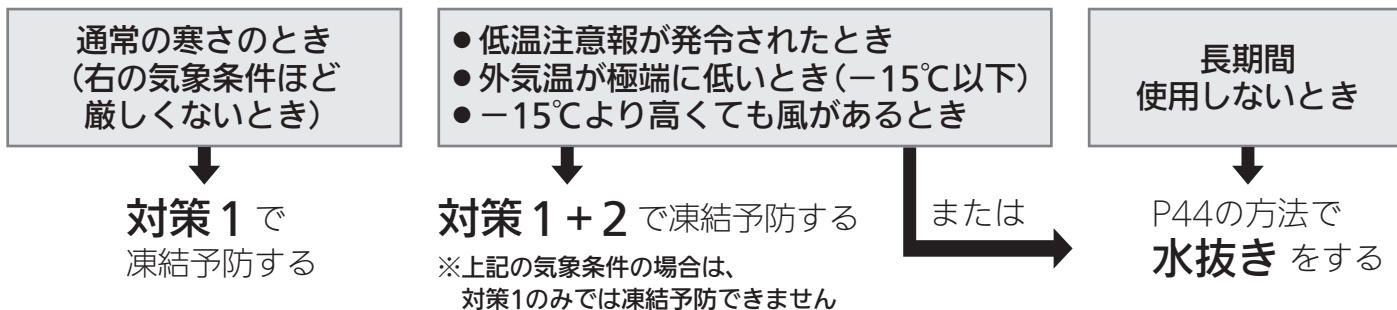 通常の寒さのとき
（右の気象条件ほど
厳しくないとき）
対策1で
凍結予防する
●低温注意報が発令されたとき
●外気温が極端に低いとき（－15℃以下）
●－15℃より高くても風があるとき
対策1＋2で凍結予防する
※上記の気象条件の場合は、
対策1のみでは凍結予防できません
または
長期間
使用しないとき
P44の方法で
水抜きをする